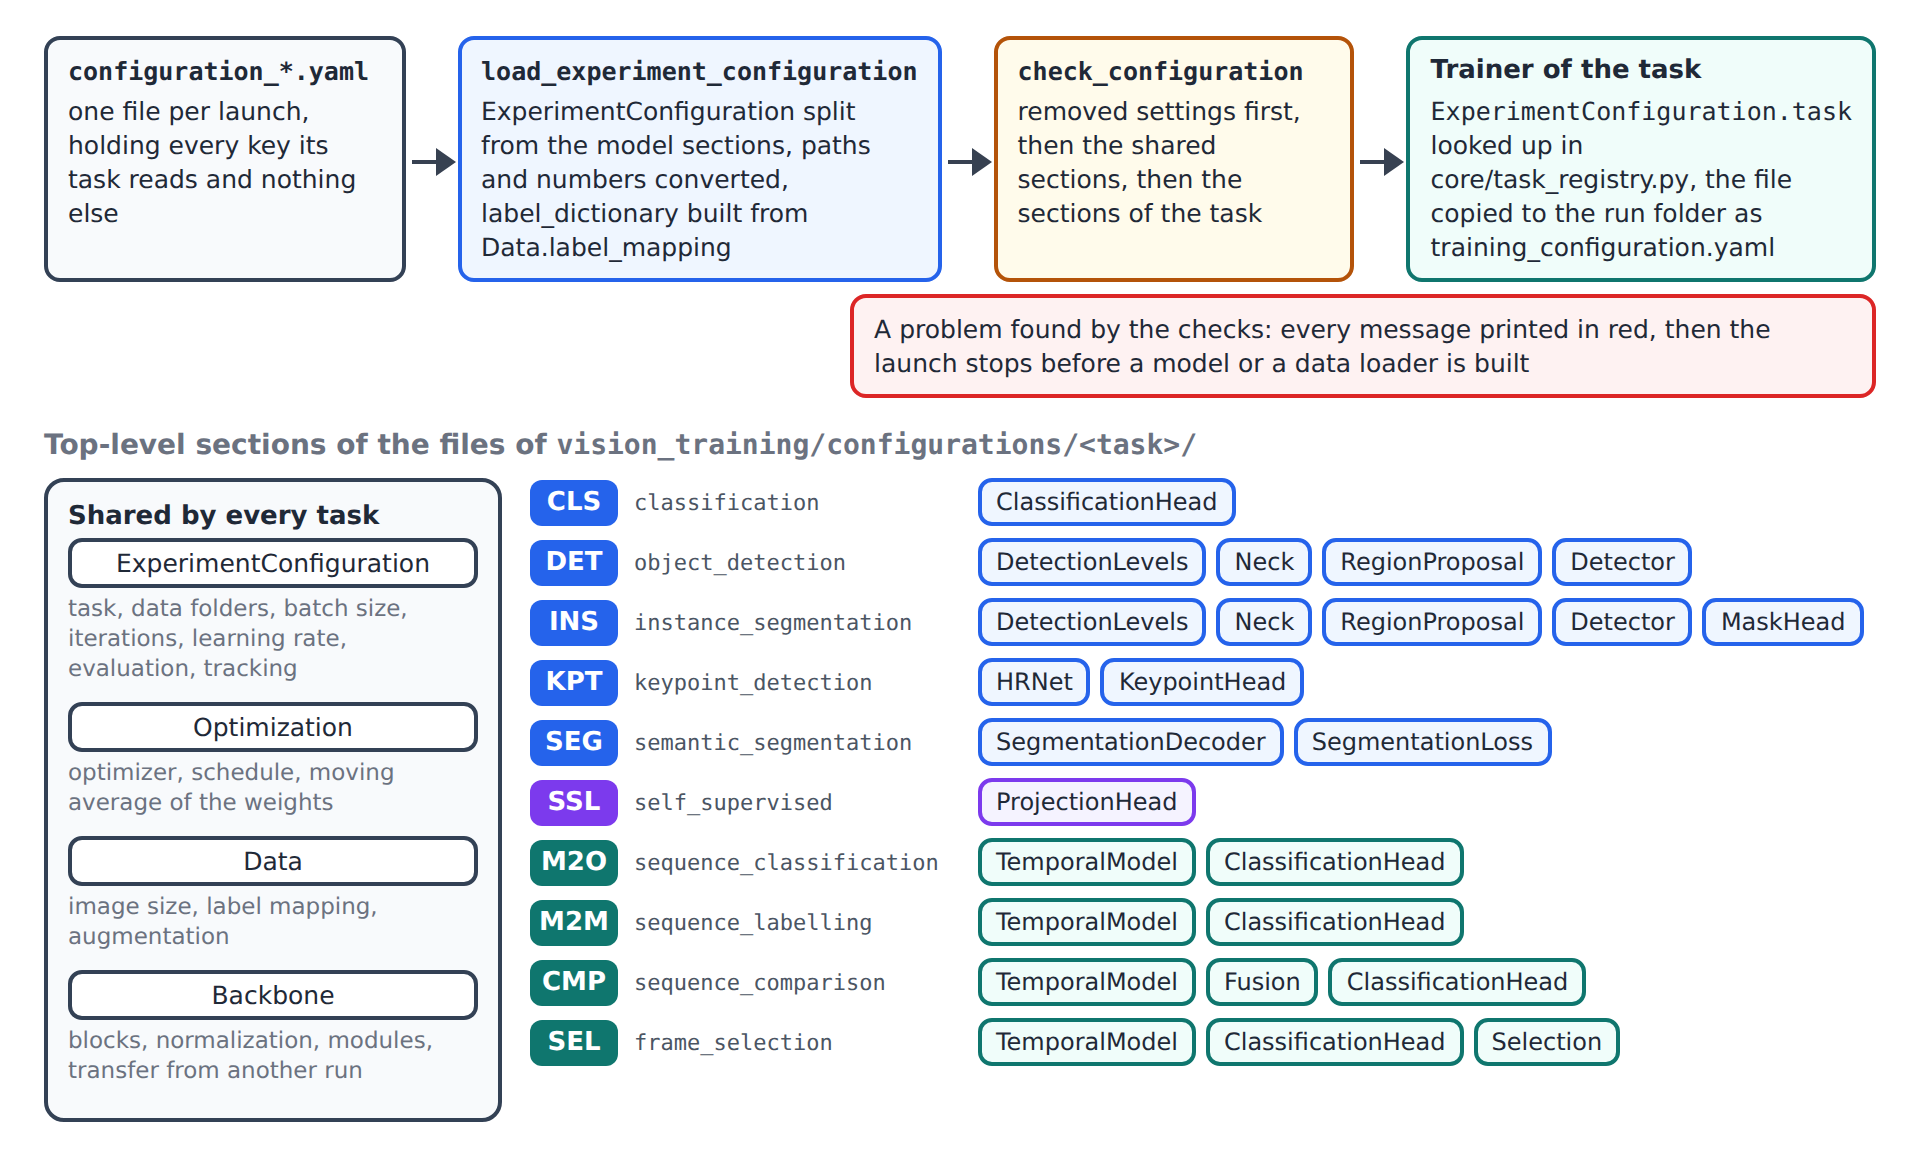 configuration_*.yaml
one file per launch,
holding every key its
task reads and nothing
else
load_experiment_configuration
ExperimentConfiguration split
from the model sections, paths
and numbers converted,
label_dictionary built from
Data.label_mapping
check_configuration
removed settings first,
then the shared
sections, then the
sections of the task
Trainer of the task
ExperimentConfiguration.task
looked up in
core/task_registry.py, the file
copied to the run folder as
training_configuration.yaml
A problem found by the checks: every message printed in red, then the
launch stops before a model or a data loader is built
Top-level sections of the files of vision_training/configurations/<task>/
Shared by every task
ExperimentConfiguration
task, data folders, batch size,
iterations, learning rate,
evaluation, tracking
Optimization
optimizer, schedule, moving
average of the weights
Data
image size, label mapping,
augmentation
Backbone
blocks, normalization, modules,
transfer from another run
CLS classification ClassificationHead
DET object_detection DetectionLevels Neck RegionProposal Detector
INS instance_segmentation DetectionLevels Neck RegionProposal Detector MaskHead
KPT keypoint_detection HRNet KeypointHead
SEG semantic_segmentation SegmentationDecoder SegmentationLoss
SSL self_supervised ProjectionHead
M2O sequence_classification TemporalModel ClassificationHead
M2M sequence_labelling TemporalModel ClassificationHead
CMP sequence_comparison TemporalModel Fusion ClassificationHead
SEL frame_selection TemporalModel ClassificationHead Selection